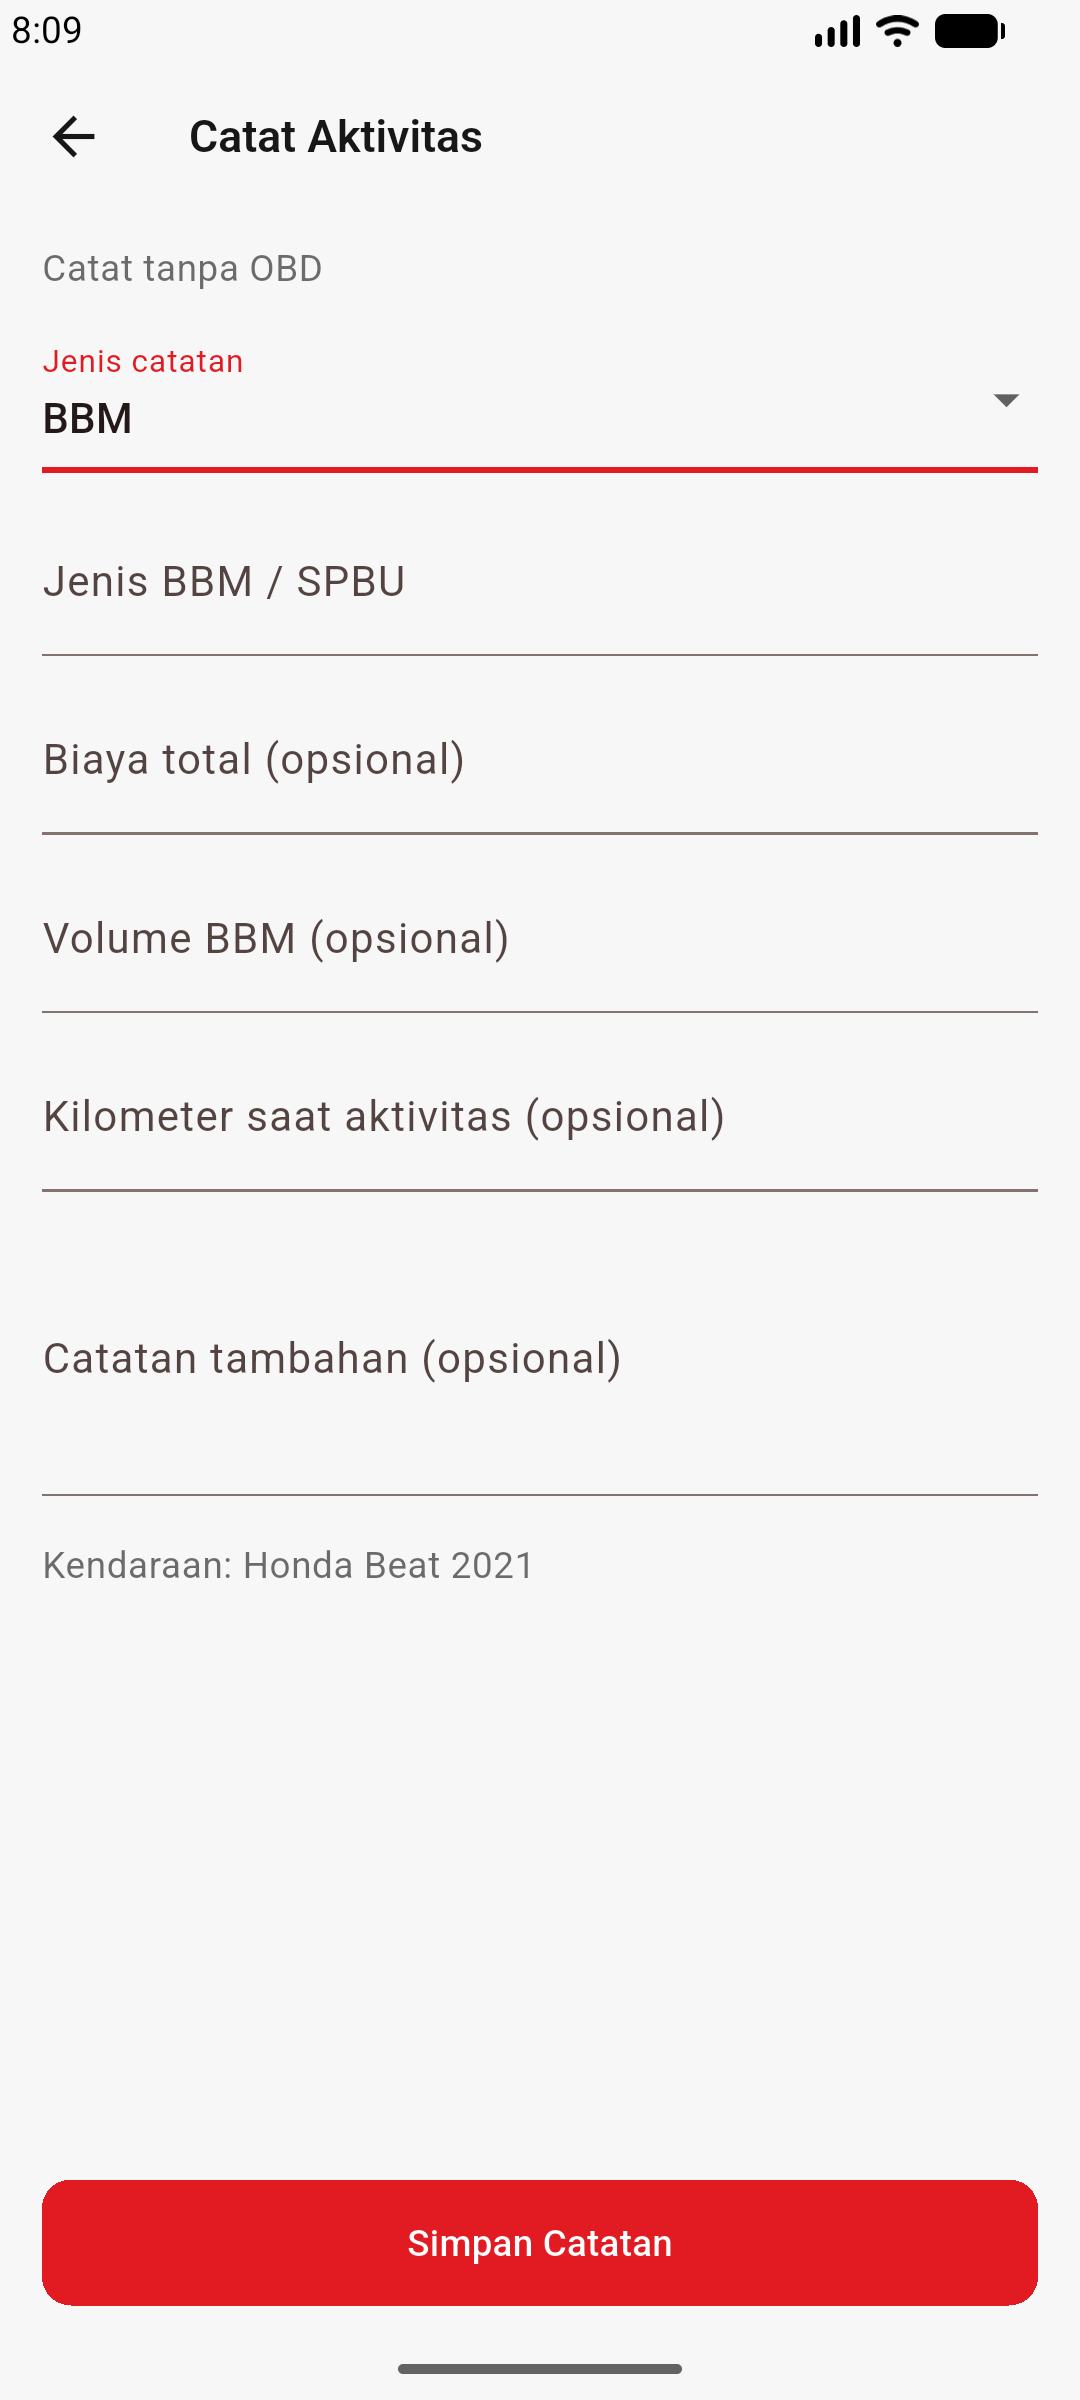 8:09
Catat Aktivitas
Catat tanpa OBD
Jenis catatan
BBM
Jenis BBM / SPBU
Biaya total (opsional)
Volume BBM (opsional)
Kilometer saat aktivitas (opsional)
Catatan tambahan (opsional)
Kendaraan: Honda Beat 2021
Simpan Catatan